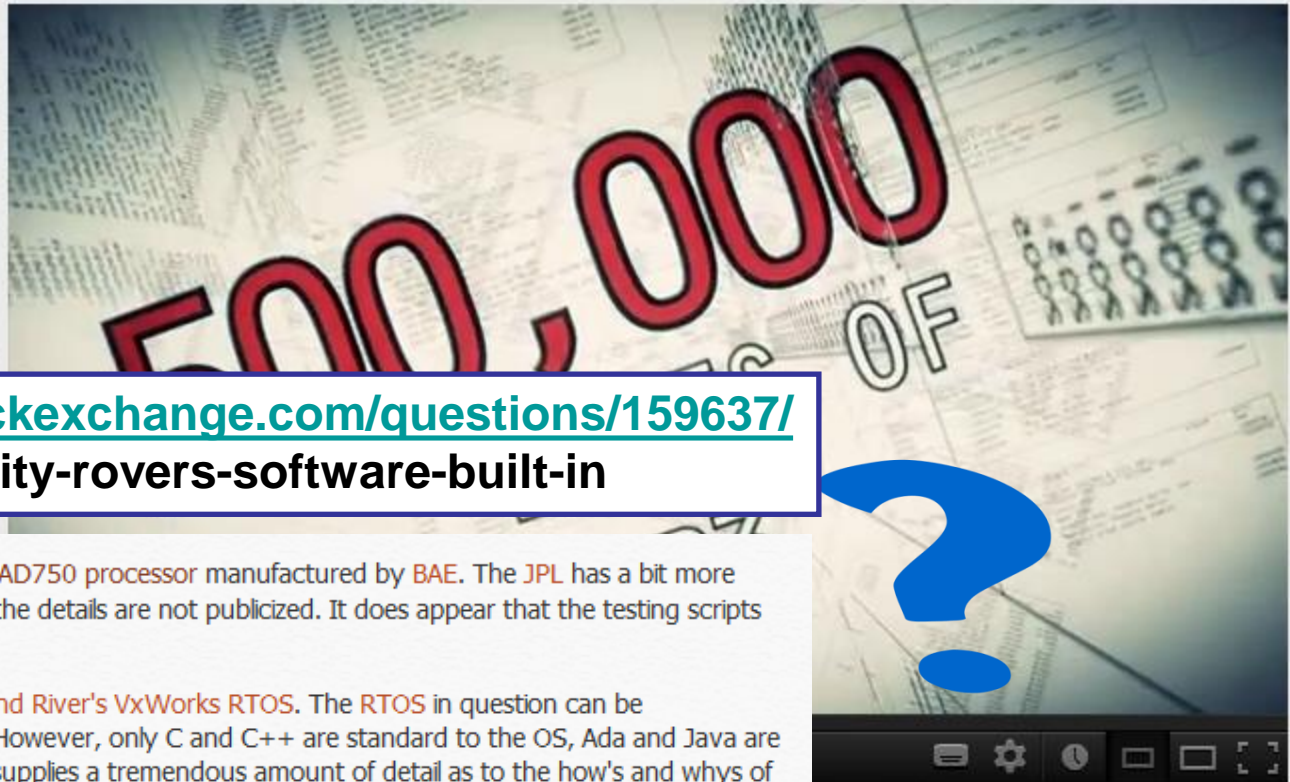 500,000
OF
ckexchange.com/questions/159637/
ity-rovers-software-built-in
AD750 processor manufactured by BAE. The JPL has a bit more
the details are not publicized. It does appear that the testing scripts
nd River's VxWorks RTOS. The RTOS in question can be
However, only C and C++ are standard to the OS, Ada and Java are
supplies a tremendous amount of detail as to the how's and whys of
?